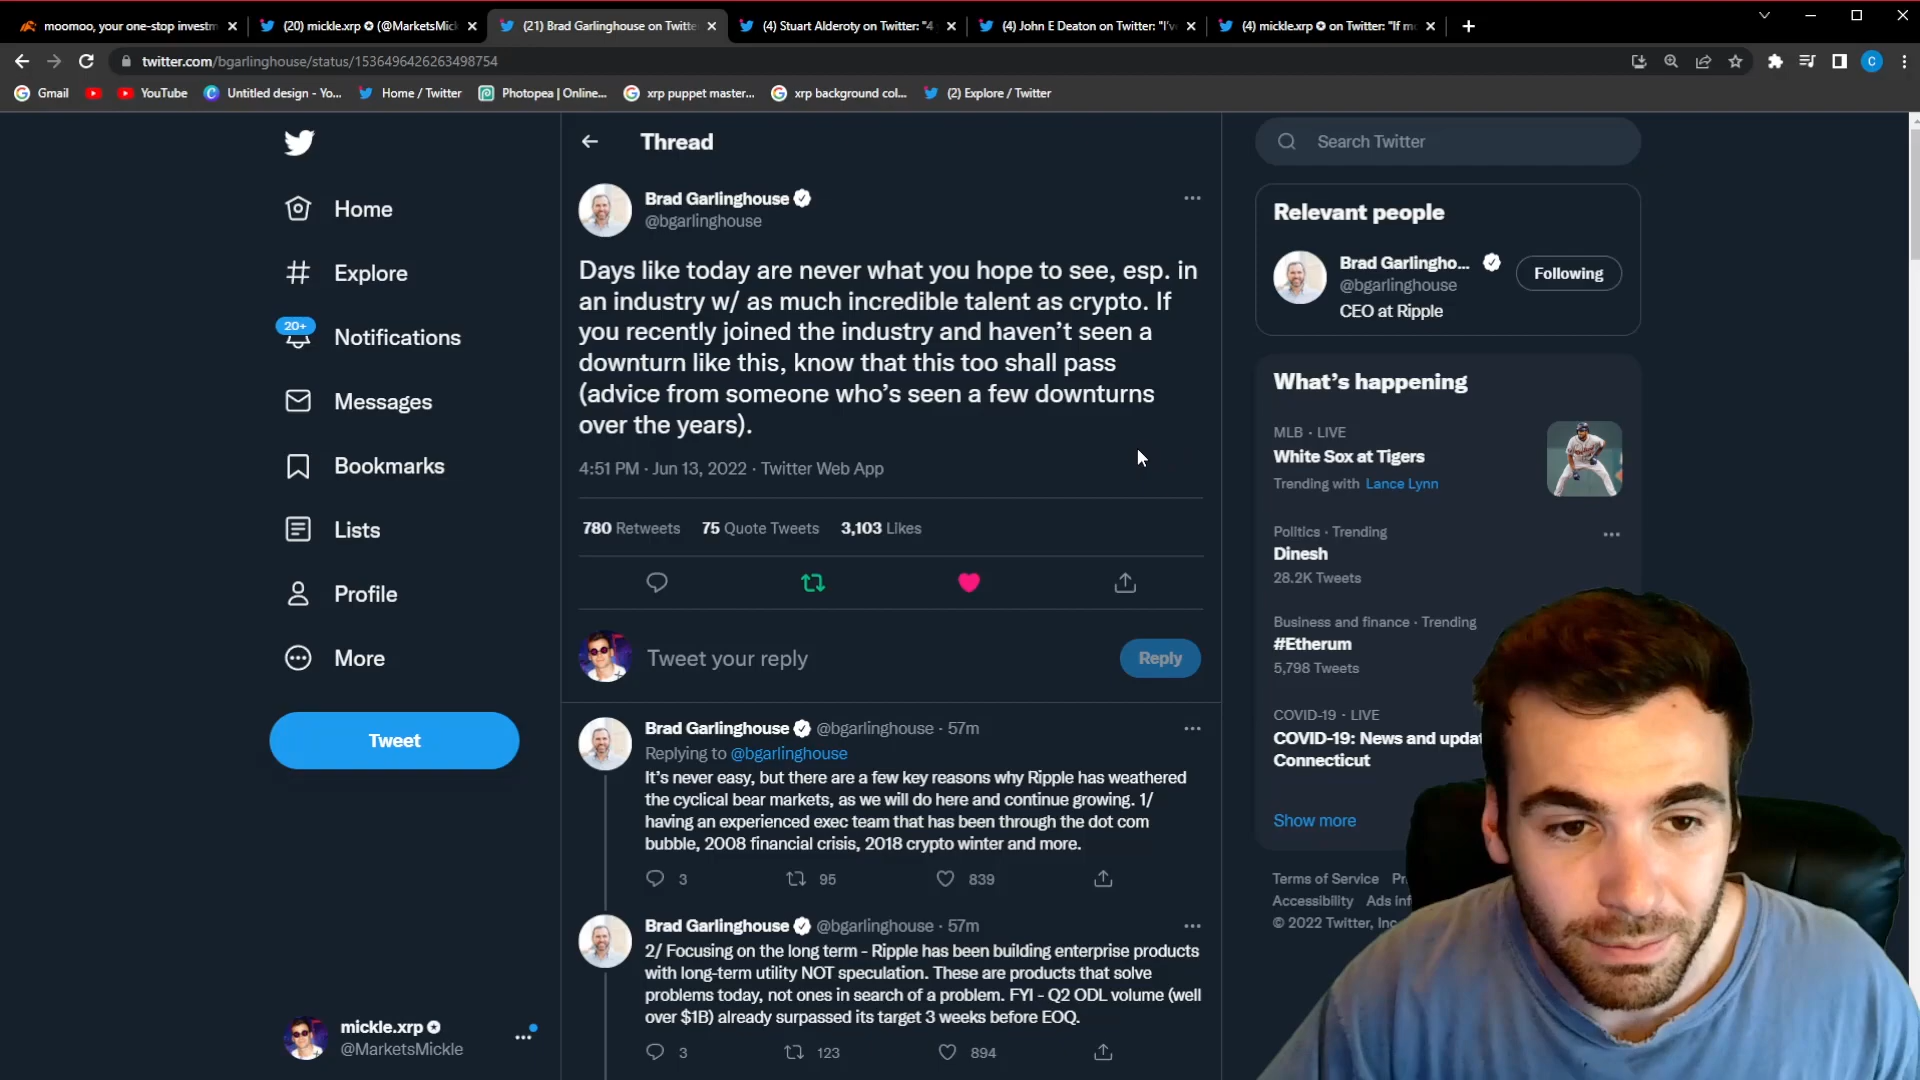 moomoo, your one-stop investm
(20) mickle.xrp ✪ (@MarketsMick
(21) Brad Garlinghouse on Twitte
(4) Stuart Alderoty on Twitter: "4
(4) John E Deaton on Twitter: "I'v
(4) mickle.xrp ✪ on Twitter: "If m
twitter.com/bgarlinghouse/status/1536496426263498754
C
Gmail
YouTube
Untitled design - Yo...
Home / Twitter
Photopea | Online...
xrp puppet master...
xrp background col...
(2) Explore / Twitter
Home
Explore
20+
Notifications
Messages
Bookmarks
Lists
Profile
More
Tweet
mickle.xrp ✪
@MarketsMickle
Thread
Brad Garlinghouse
@bgarlinghouse
Days like today are never what you hope to see, esp. in
an industry w/ as much incredible talent as crypto. If
you recently joined the industry and haven't seen a
downturn like this, know that this too shall pass
(advice from someone who's seen a few downturns
over the years).
4:51 PM · Jun 13, 2022 · Twitter Web App
780 Retweets 75 Quote Tweets 3,103 Likes
Tweet your reply
Reply
Brad Garlinghouse @bgarlinghouse · 57m
Replying to @bgarlinghouse
It's never easy, but there are a few key reasons why Ripple has weathered
the cyclical bear markets, as we will do here and continue growing. 1/
having an experienced exec team that has been through the dot com
bubble, 2008 financial crisis, 2018 crypto winter and more.
3 95 839
Brad Garlinghouse @bgarlinghouse · 57m
2/ Focusing on the long term - Ripple has been building enterprise products
with long-term utility NOT speculation. These are products that solve
problems today, not ones in search of a problem. FYI - Q2 ODL volume (well
over $1B) already surpassed its target 3 weeks before EOQ.
3 123 894
Search Twitter
Relevant people
Brad Garlingho...
@bgarlinghouse
Following
CEO at Ripple
What's happening
MLB · LIVE
White Sox at Tigers
Trending with Lance Lynn
Politics · Trending
Dinesh
28.2K Tweets
Business and finance · Trending
#Etherum
5,798 Tweets
COVID-19 · LIVE
COVID-19: News and updat
Connecticut
Show more
Terms of Service Pr
Accessibility Ads inf
© 2022 Twitter, Inc